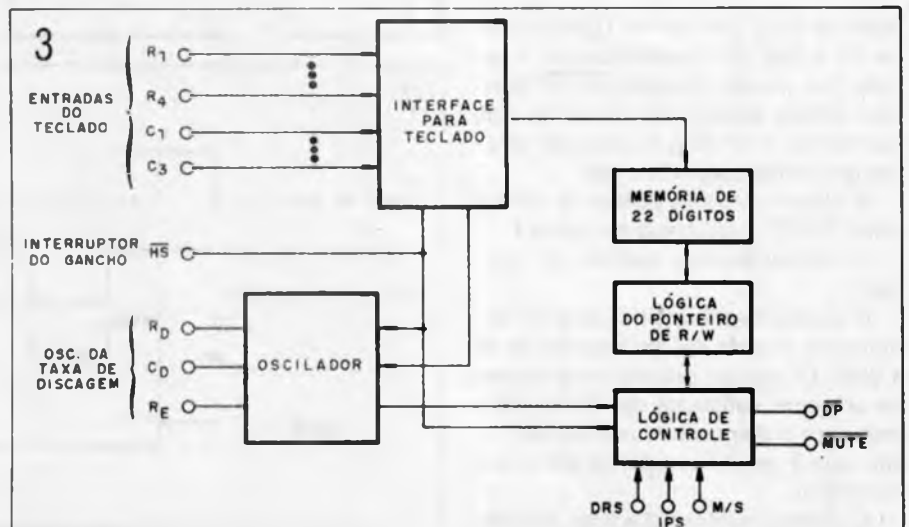 3
R1
R4
C1
C3
ENTRADAS
DO
TECLADO
INTERFACE
PARA
TECLADO
MEMÓRIA DE
22 DÍGITOS
INTERRUPTOR
DO GANCHO
HS
LÓGICA
DO PONTEIRO
DE R/W
OSC. DA
TAXA DE
DISCAGEM
RD
CD
RE
OSCILADOR
LÓGICA DE
CONTROLE
DP
MUTE
DRS
IPS
M/S